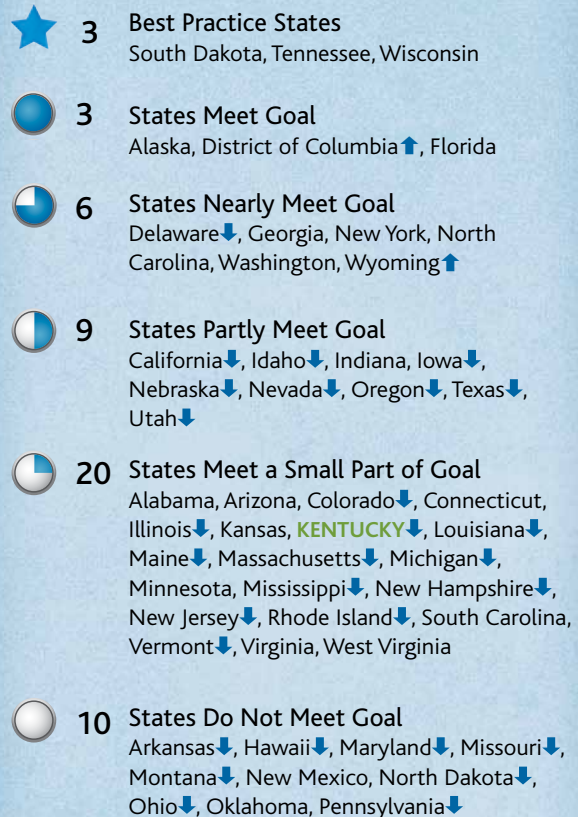 3 Best Practice States
South Dakota, Tennessee, Wisconsin
3 States Meet Goal
Alaska, District of Columbia⬆, Florida
6 States Nearly Meet Goal
Delaware⬇, Georgia, New York, North
Carolina, Washington, Wyoming⬆
9 States Partly Meet Goal
California⬇, Idaho⬇, Indiana, Iowa⬇,
Nebraska⬇, Nevada⬇, Oregon⬇, Texas⬇,
Utah⬇
20 States Meet a Small Part of Goal
Alabama, Arizona, Colorado⬇, Connecticut,
Illinois⬇, Kansas, KENTUCKY⬇, Louisiana⬇,
Maine⬇, Massachusetts⬇, Michigan⬇,
Minnesota, Mississippi⬇, New Hampshire⬇,
New Jersey⬇, Rhode Island⬇, South Carolina,
Vermont⬇, Virginia, West Virginia
10 States Do Not Meet Goal
Arkansas⬇, Hawaii⬇, Maryland⬇, Missouri⬇,
Montana⬇, New Mexico, North Dakota⬇,
Ohio⬇, Oklahoma, Pennsylvania⬇